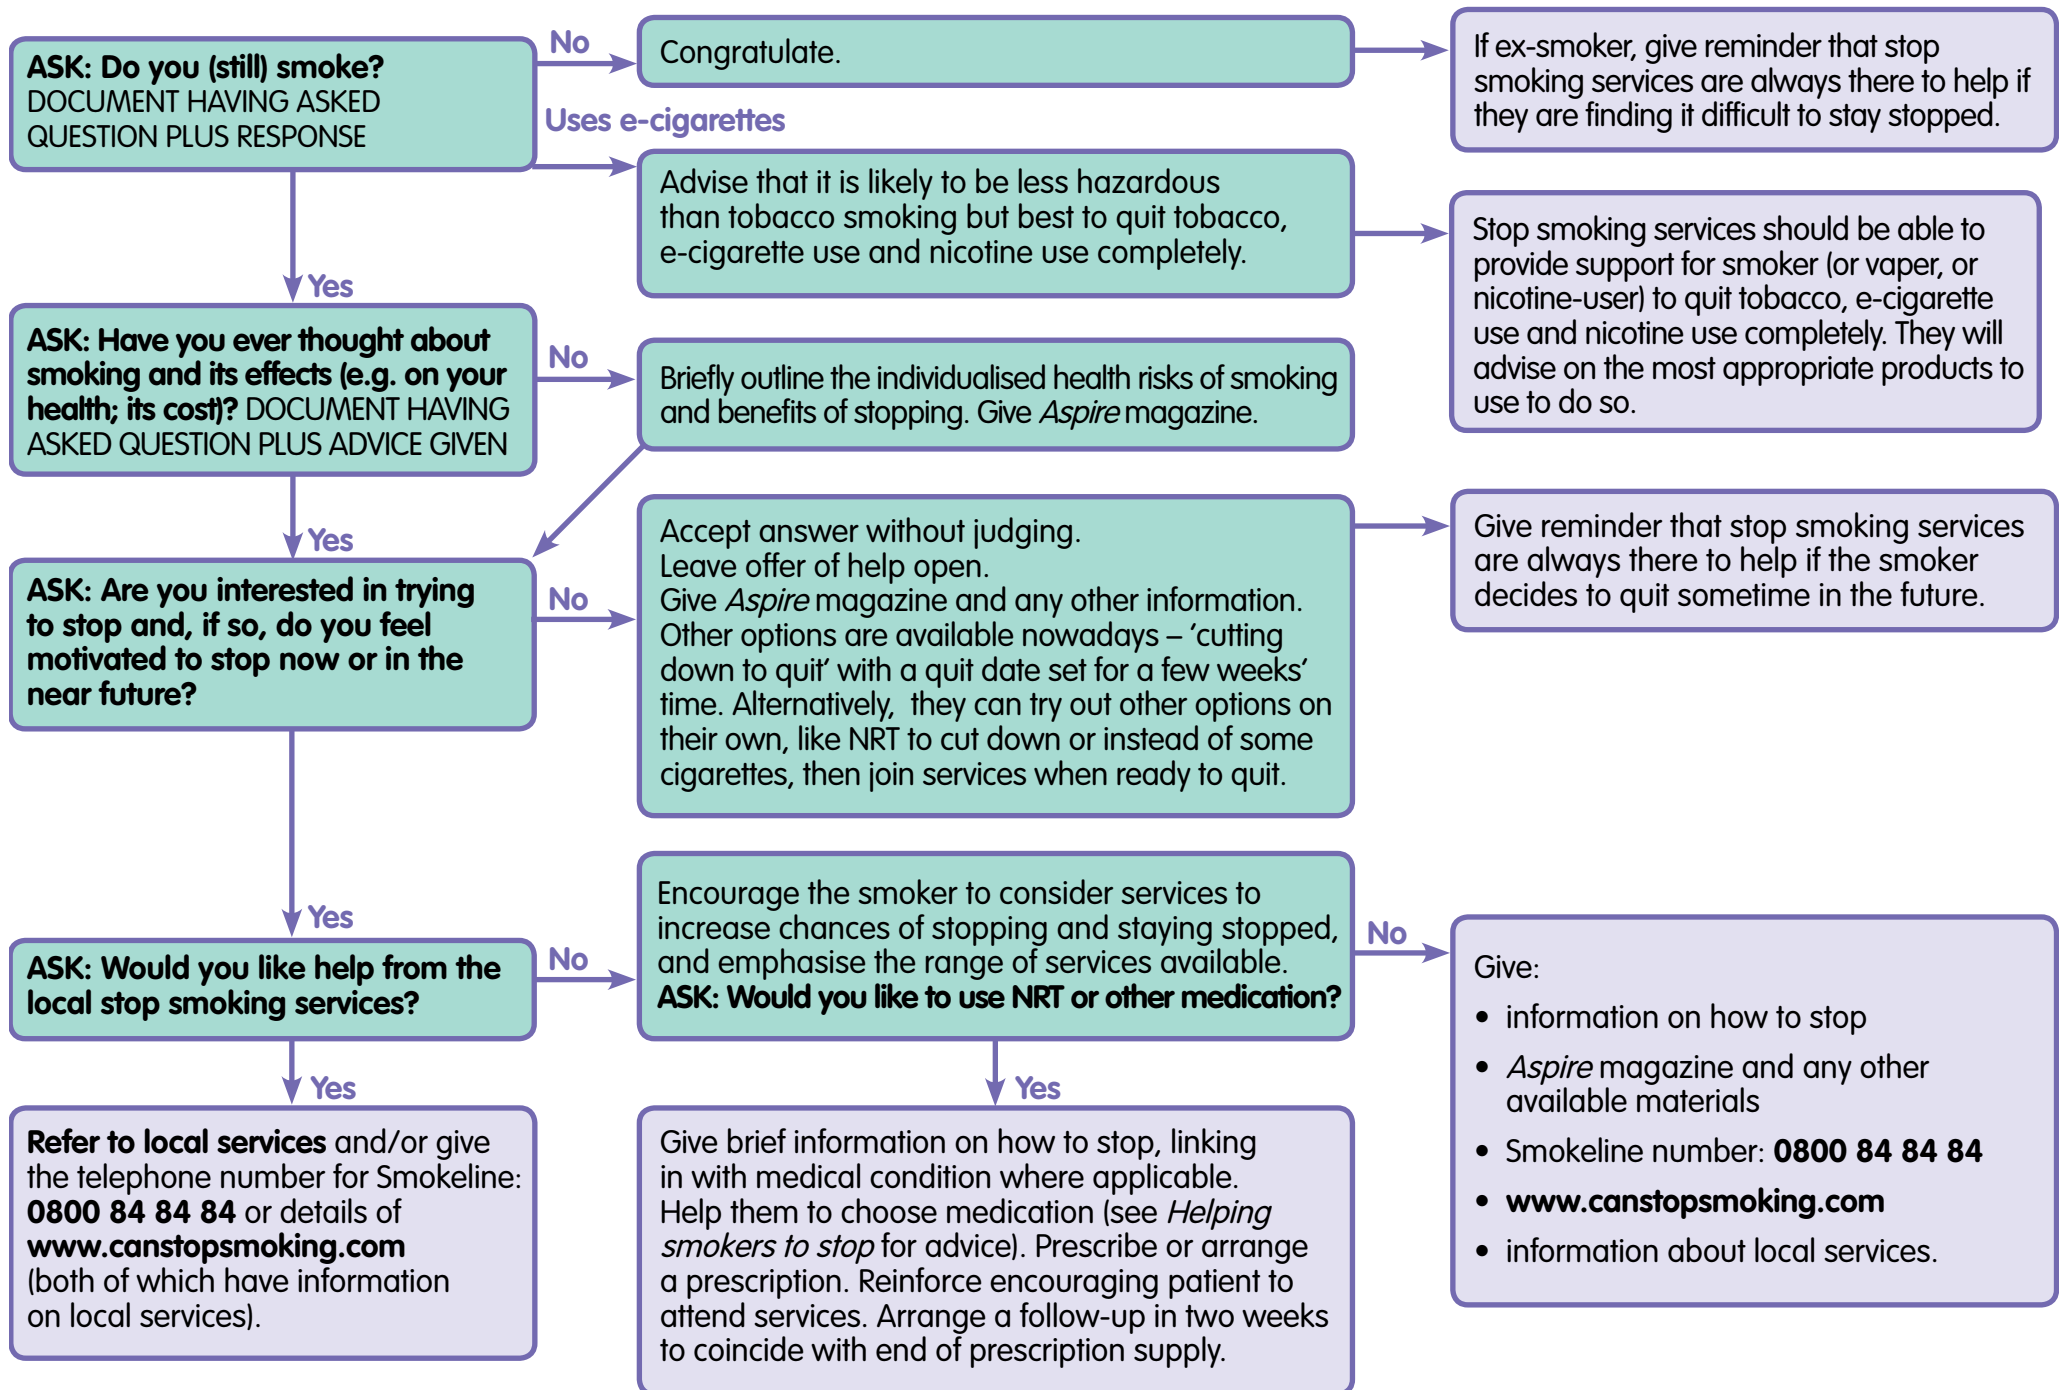 ASK: Do you (still) smoke?
DOCUMENT HAVING ASKED
QUESTION PLUS RESPONSE
No
Congratulate.
If ex-smoker, give reminder that stop
smoking services are always there to help if
they are finding it difficult to stay stopped.
Uses e-cigarettes
Advise that it is likely to be less hazardous
than tobacco smoking but best to quit tobacco,
e-cigarette use and nicotine use completely.
Stop smoking services should be able to
provide support for smoker (or vaper, or
nicotine-user) to quit tobacco, e-cigarette
use and nicotine use completely. They will
advise on the most appropriate products to
use to do so.
Yes
ASK: Have you ever thought about
smoking and its effects (e.g. on your
health; its cost)? DOCUMENT HAVING
ASKED QUESTION PLUS ADVICE GIVEN
No
Briefly outline the individualised health risks of smoking
and benefits of stopping. Give Aspire magazine.
Yes
ASK: Are you interested in trying
to stop and, if so, do you feel
motivated to stop now or in the
near future?
No
Accept answer without judging.
Leave offer of help open.
Give Aspire magazine and any other information.
Other options are available nowadays – ‘cutting
down to quit’ with a quit date set for a few weeks’
time. Alternatively, they can try out other options on
their own, like NRT to cut down or instead of some
cigarettes, then join services when ready to quit.
Give reminder that stop smoking services
are always there to help if the smoker
decides to quit sometime in the future.
Yes
ASK: Would you like help from the
local stop smoking services?
No
Encourage the smoker to consider services to
increase chances of stopping and staying stopped,
and emphasise the range of services available.
ASK: Would you like to use NRT or other medication?
No
Give:
• information on how to stop
• Aspire magazine and any other
available materials
• Smokeline number: 0800 84 84 84
• www.canstopsmoking.com
• information about local services.
Yes
Refer to local services and/or give
the telephone number for Smokeline:
0800 84 84 84 or details of
www.canstopsmoking.com
(both of which have information
on local services).
Yes
Give brief information on how to stop, linking
in with medical condition where applicable.
Help them to choose medication (see Helping
smokers to stop for advice). Prescribe or arrange
a prescription. Reinforce encouraging patient to
attend services. Arrange a follow-up in two weeks
to coincide with end of prescription supply.